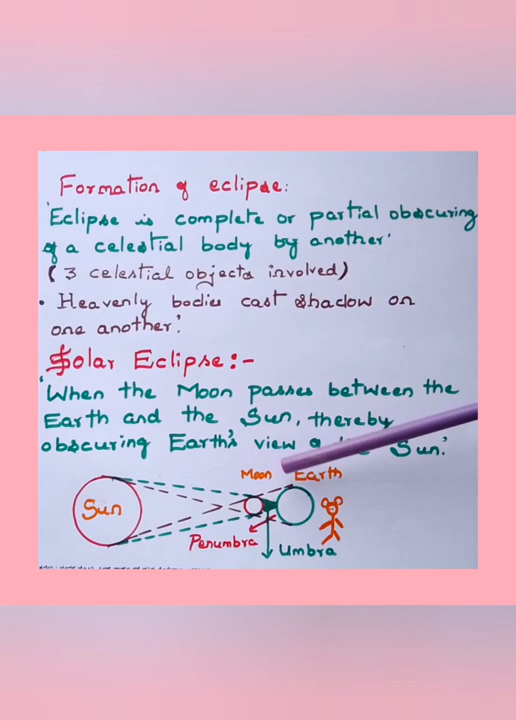 Formation of eclipse:
'Eclipse is complete or partial obscuring
of a celestial body by another'
(3 celestial objects involved)
• Heavenly bodies cast shadow on
one another'.
Solar Eclipse:-
'When the Moon passes between the
Earth and the Sun, thereby
obscuring Earth's view Sun'.
Moon Earth
Sun
Penumbra
Umbra